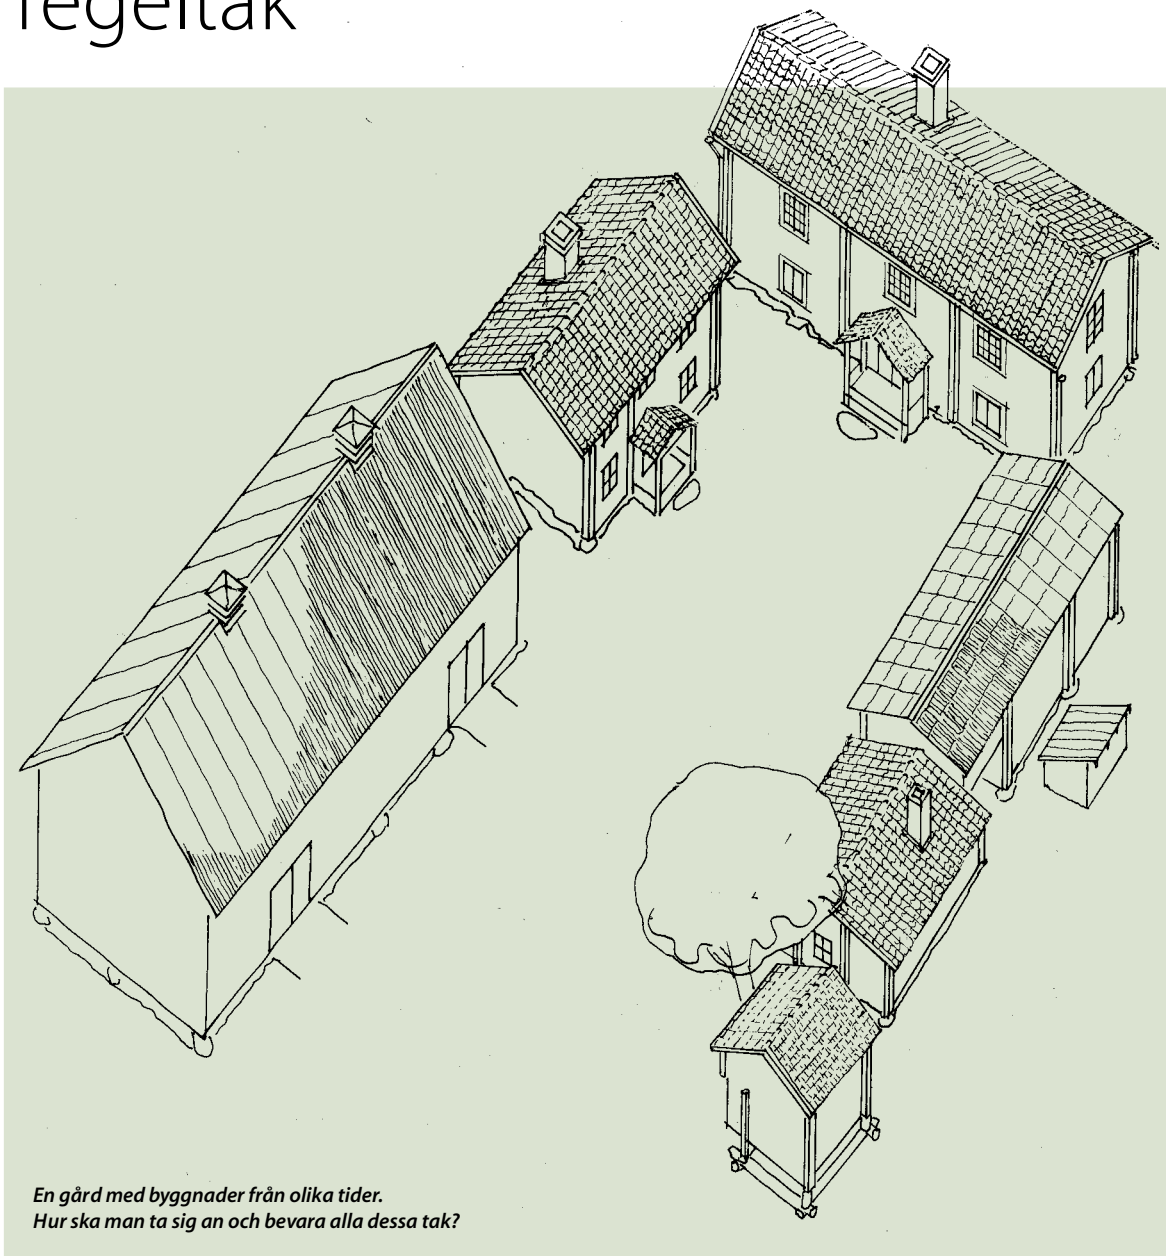 Tegeltak
En gård med byggnader från olika tider.
Hur ska man ta sig an och bevara alla dessa tak?